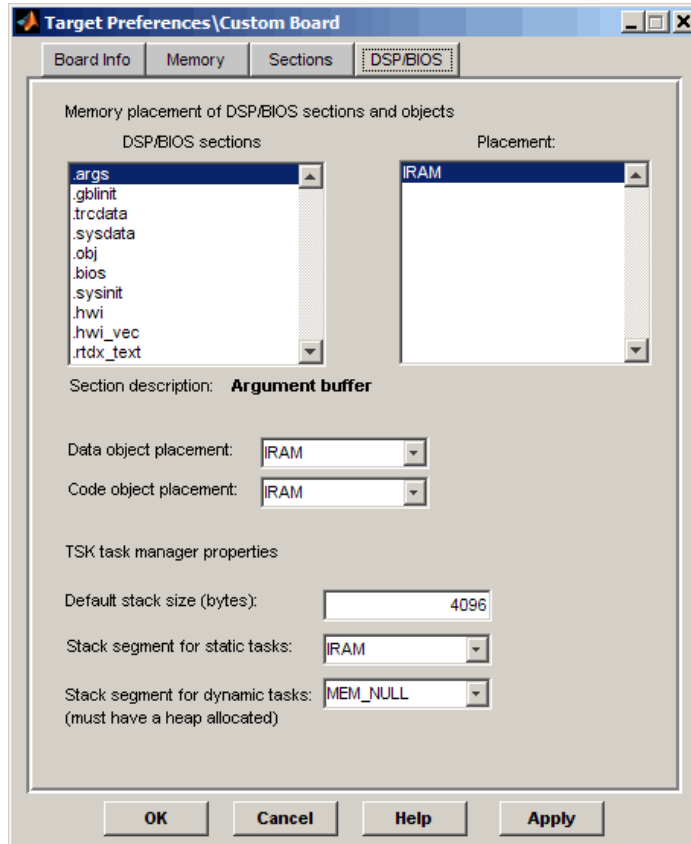 Target Preferences\Custom Board
Board Info Memory Sections DSP/BIOS
Memory placement of DSP/BIOS sections and objects
DSP/BIOS sections Placement:
.args IRAM
.gblinit
.trcdata
.sysdata
.obj
.bios
.sysinit
.hwi
.hwi_vec
.rtdx_text
Section description: Argument buffer
Data object placement: IRAM
Code object placement: IRAM
TSK task manager properties
Default stack size (bytes): 4096
Stack segment for static tasks: IRAM
Stack segment for dynamic tasks: MEM_NULL
(must have a heap allocated)
OK Cancel Help Apply